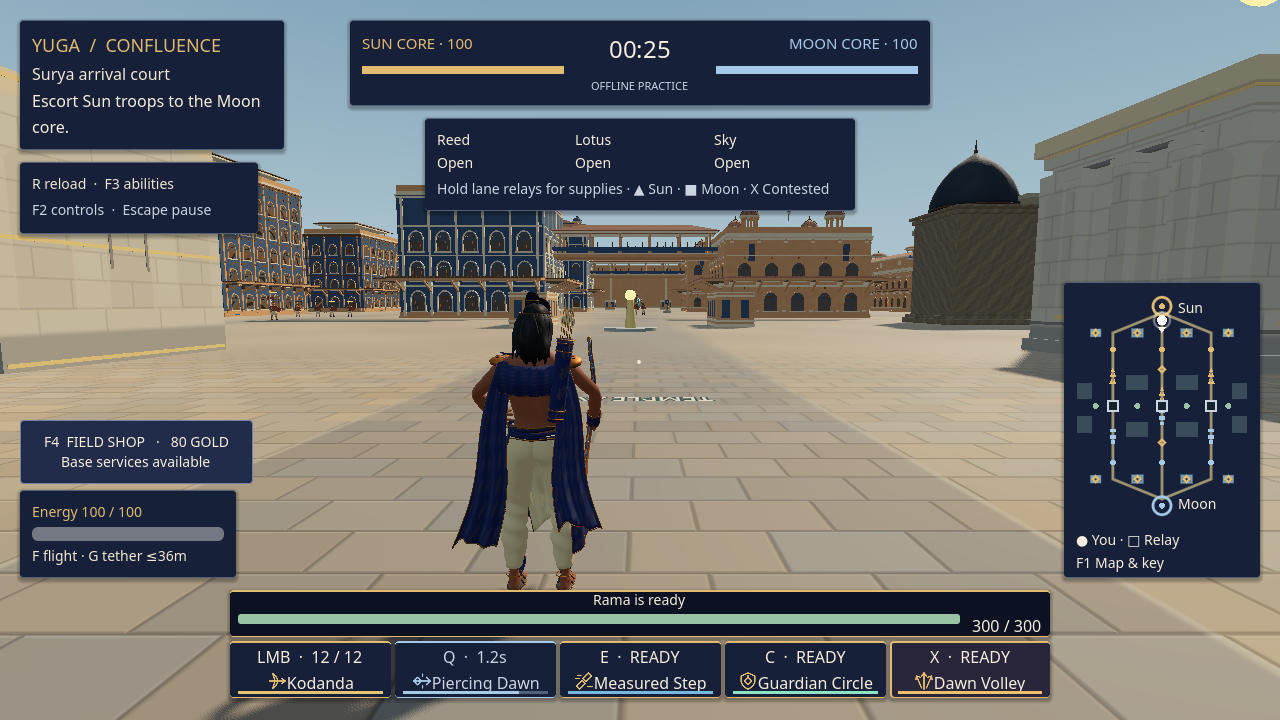 YUGA / CONFLUENCE
Surya arrival court
Escort Sun troops to the Moon
core.
R reload · F3 abilities
F2 controls · Escape pause
SUN CORE · 100
00:25
MOON CORE · 100
OFFLINE PRACTICE
Reed Lotus Sky
Open Open Open
Hold lane relays for supplies · ▲ Sun · ■ Moon · X Contested
Sun
Moon
● You · □ Relay
F1 Map & key
F4 FIELD SHOP · 80 GOLD
Base services available
Energy 100 / 100
F flight · G tether ≤36m
Rama is ready
300 / 300
LMB · 12 / 12
Kodanda
Q · 1.2s
Piercing Dawn
E · READY
Measured Step
C · READY
Guardian Circle
X · READY
Dawn Volley